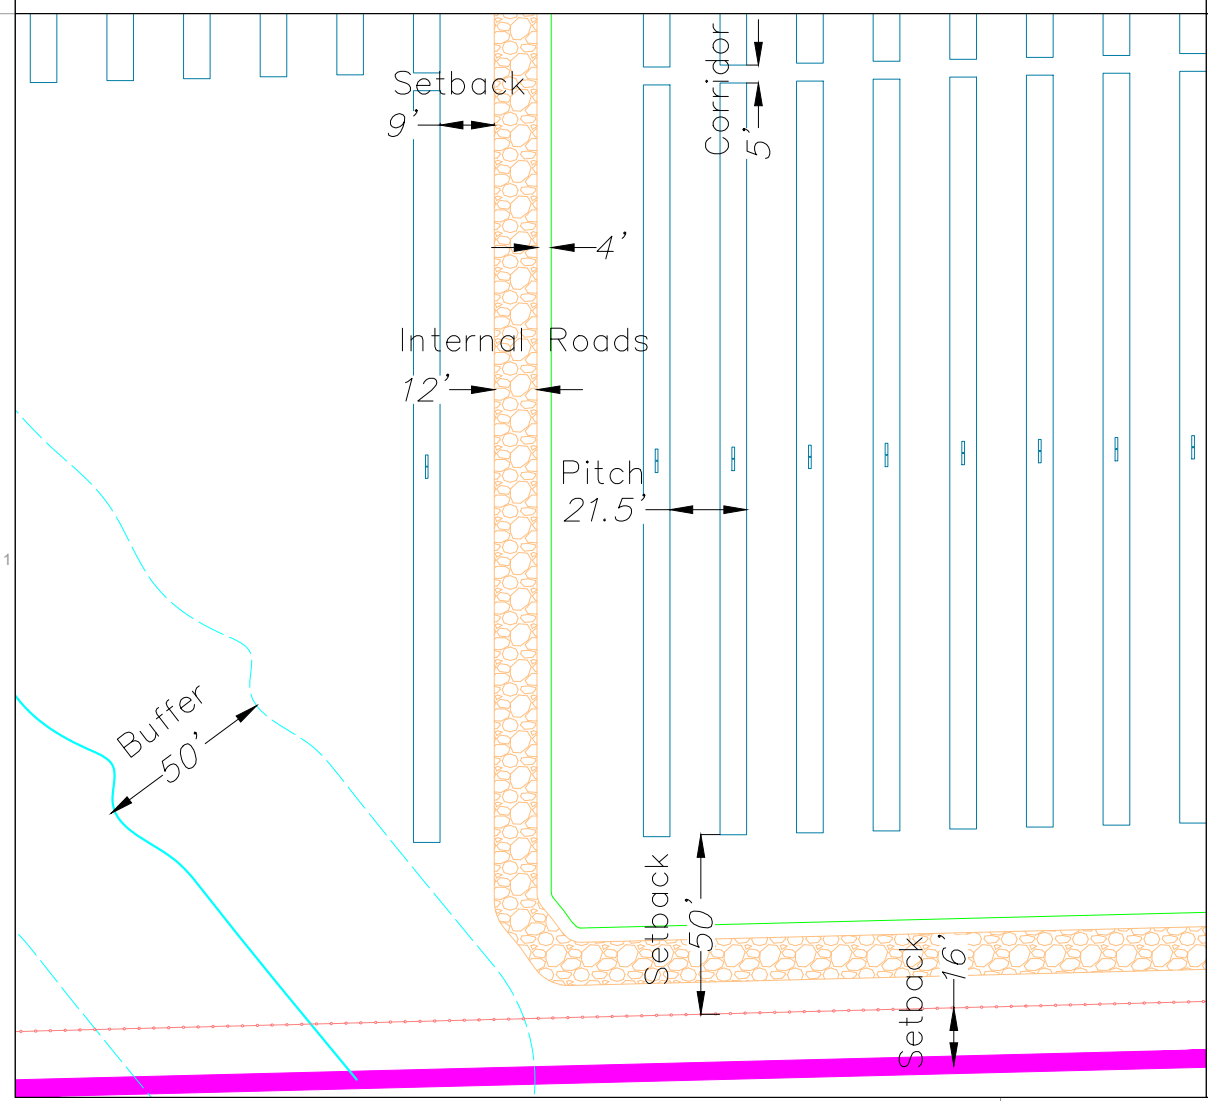 Corridor
5'
Setback
9'
4'
Internal Roads
12'
Pitch
21.5'
1
Buffer
50'
Setback
50'
Setback
16'